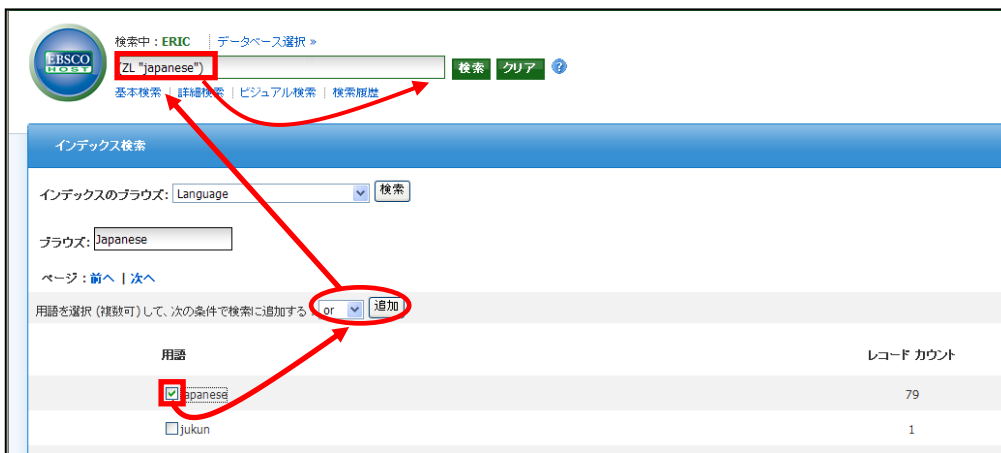 検索中：ERIC データベース選択 »
EBSCO
HOST
(ZL "japanese") 検索 クリア ?
基本検索 | 詳細検索 | ビジュアル検索 | 検索履歴
インデックス検索
インデックスのブラウズ: Language 検索
ブラウズ: Japanese
ページ：前へ | 次へ
用語を選択 (複数可) して、次の条件で検索に追加する： or 追加
用語 レコード カウント
japanese 79
jukun 1